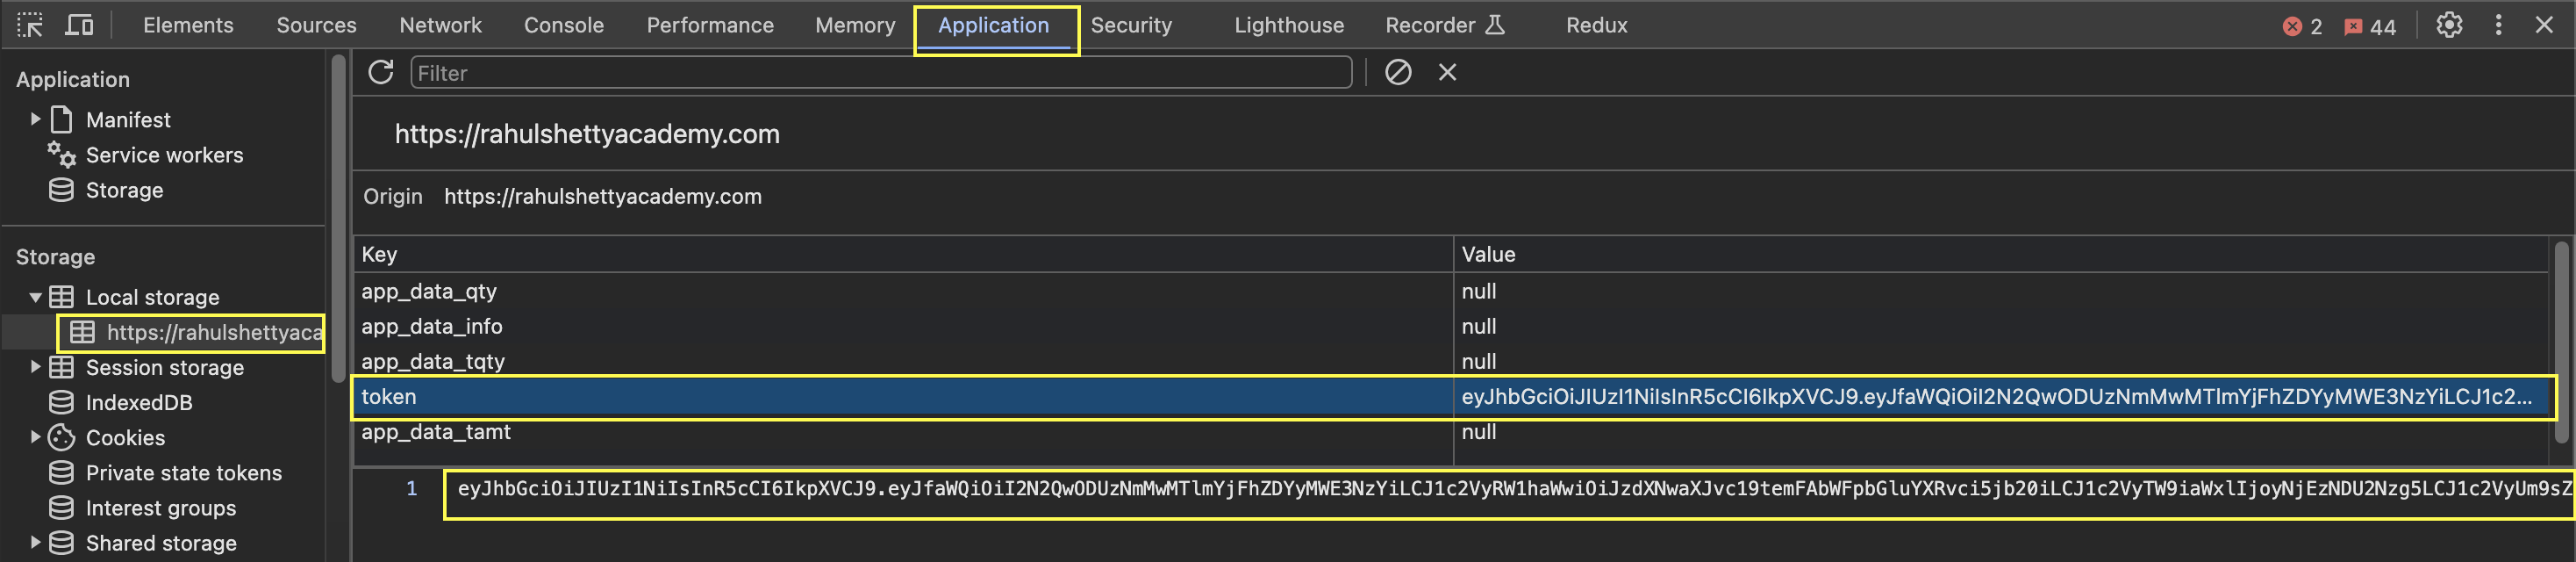 Elements Sources Network Console Performance Memory Application Security Lighthouse Recorder Redux 2 44
Application
Manifest
Service workers
Storage
Storage
Local storage
https://rahulshettyaca
Session storage
IndexedDB
Cookies
Private state tokens
Interest groups
Shared storage
Filter
https://rahulshettyacademy.com
Origin https://rahulshettyacademy.com
Key Value
app_data_qty null
app_data_info null
app_data_tqty null
token eyJhbGciOiJIUzI1NiIsInR5cCI6IkpXVCJ9.eyJfaWQiOiI2N2QwODUzNmMwMTlmYjFhZDYyMWE3NzYiLCJ1c2...
app_data_tamt null
1 eyJhbGciOiJIUzI1NiIsInR5cCI6IkpXVCJ9.eyJfaWQiOiI2N2QwODUzNmMwMTlmYjFhZDYyMWE3NzYiLCJ1c2VyRW1haWwiOiJzdXNwaXJvc19temFAbWFpbGluYXRvci5jb20iLCJ1c2VyTW9iaWxlIjoyNjEzNDU2Nzg5LCJ1c2VyUm9sZ